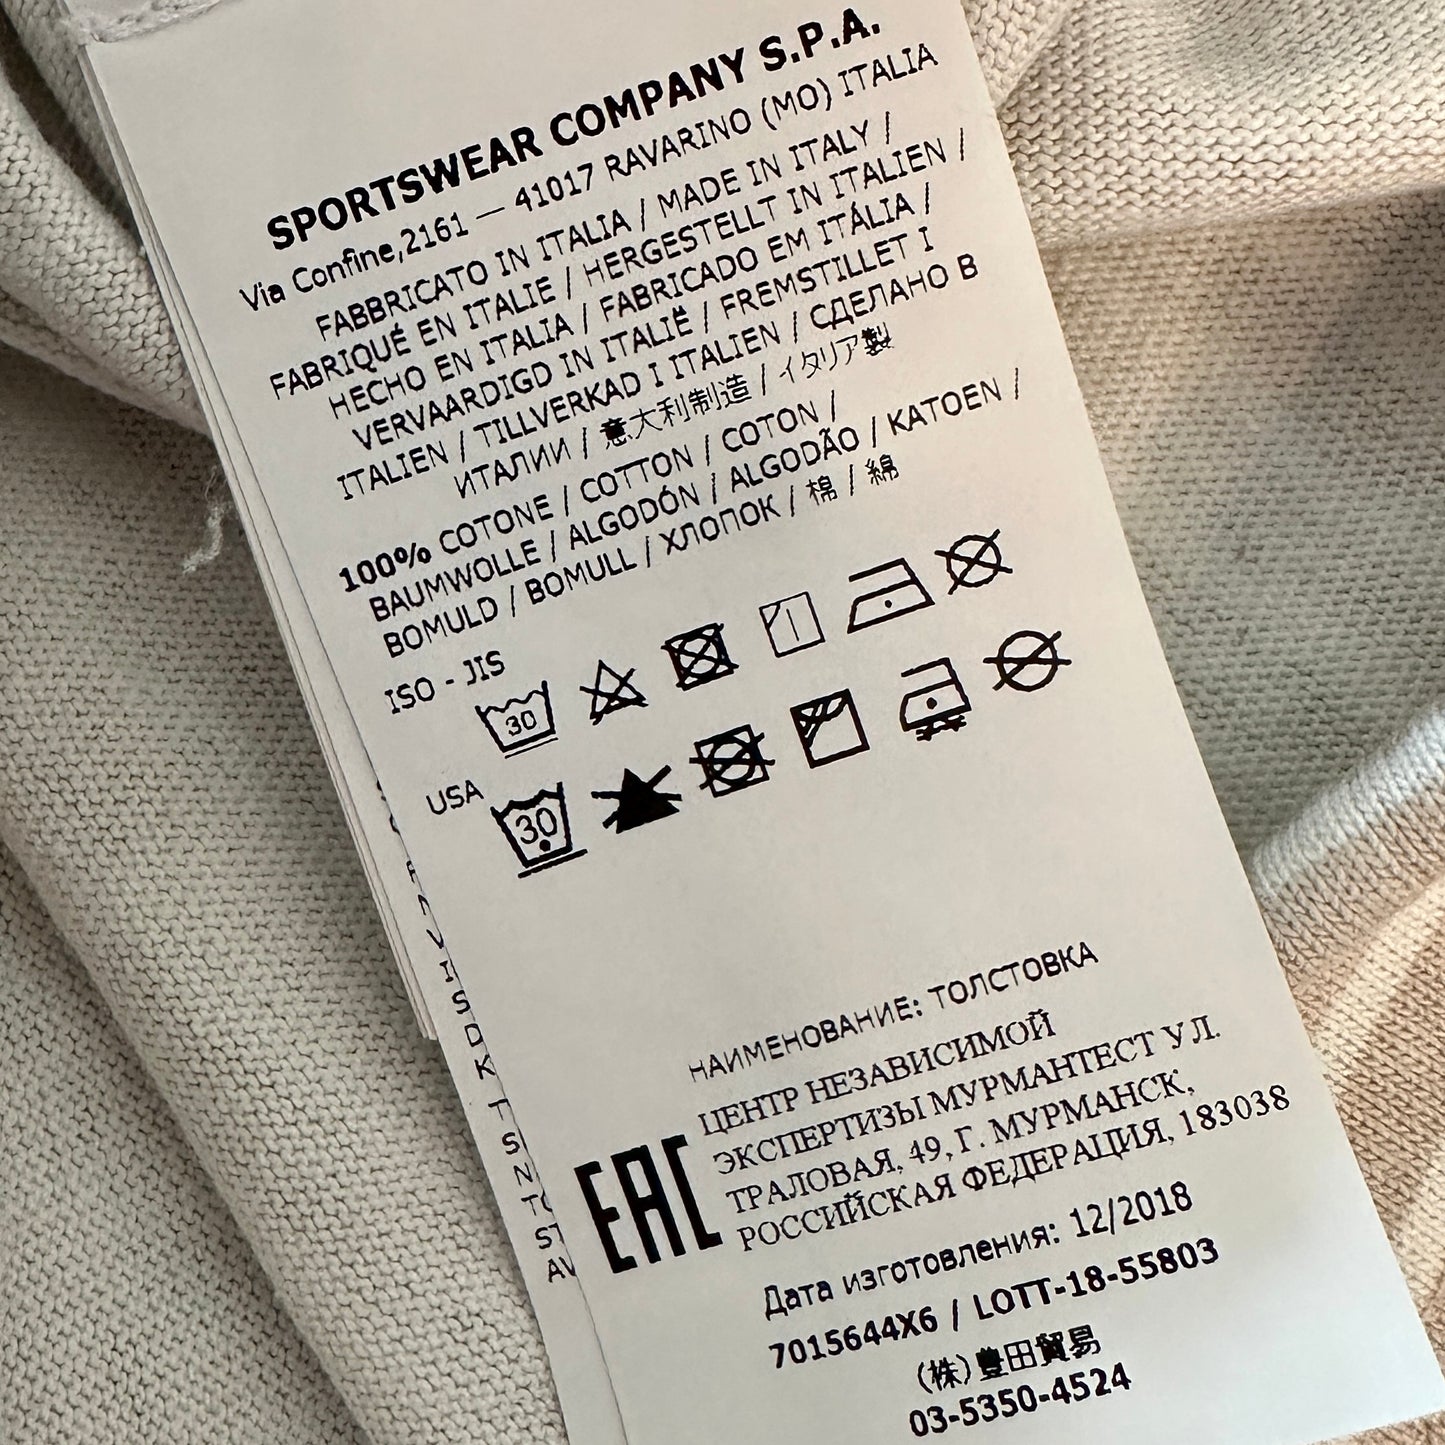 SPORTSWEAR COMPANY S.P.A.
Via Confine,2161 — 41017 RAVARINO (MO) ITALIA
FABBRICATO IN ITALIA / MADE IN ITALY /
FABRIQUÉ EN ITALIE / HERGESTELLT IN ITALIEN /
HECHO EN ITALIA / FABRICADO EM ITÁLIA /
VERVAARDIGD IN ITALIË / FREMSTILLET I
ITALIEN / TILLVERKAD I ITALIEN / СДЕЛАНО В
ИТАЛИИ / 意大利制造 / イタリア製
100% COTONE / COTTON / COTON /
BAUMWOLLE / ALGODÓN / ALGODÃO / KATOEN /
BOMULD / BOMULL / ХЛОПОК / 棉 / 綿
ISO - JIS
30
USA
30
НАИМЕНОВАНИЕ: ТОЛСТОВКА
ЦЕНТР НЕЗАВИСИМОЙ
ЭКСПЕРТИЗЫ МУРМАНТЕСТ УЛ.
ТРАЛОВАЯ, 49, Г. МУРМАНСК,
РОССИЙСКАЯ ФЕДЕРАЦИЯ, 183038
EAC
Дата изготовления: 12/2018
7015644X6 / LOTT-18-55803
(株)豊田貿易
03-5350-4524